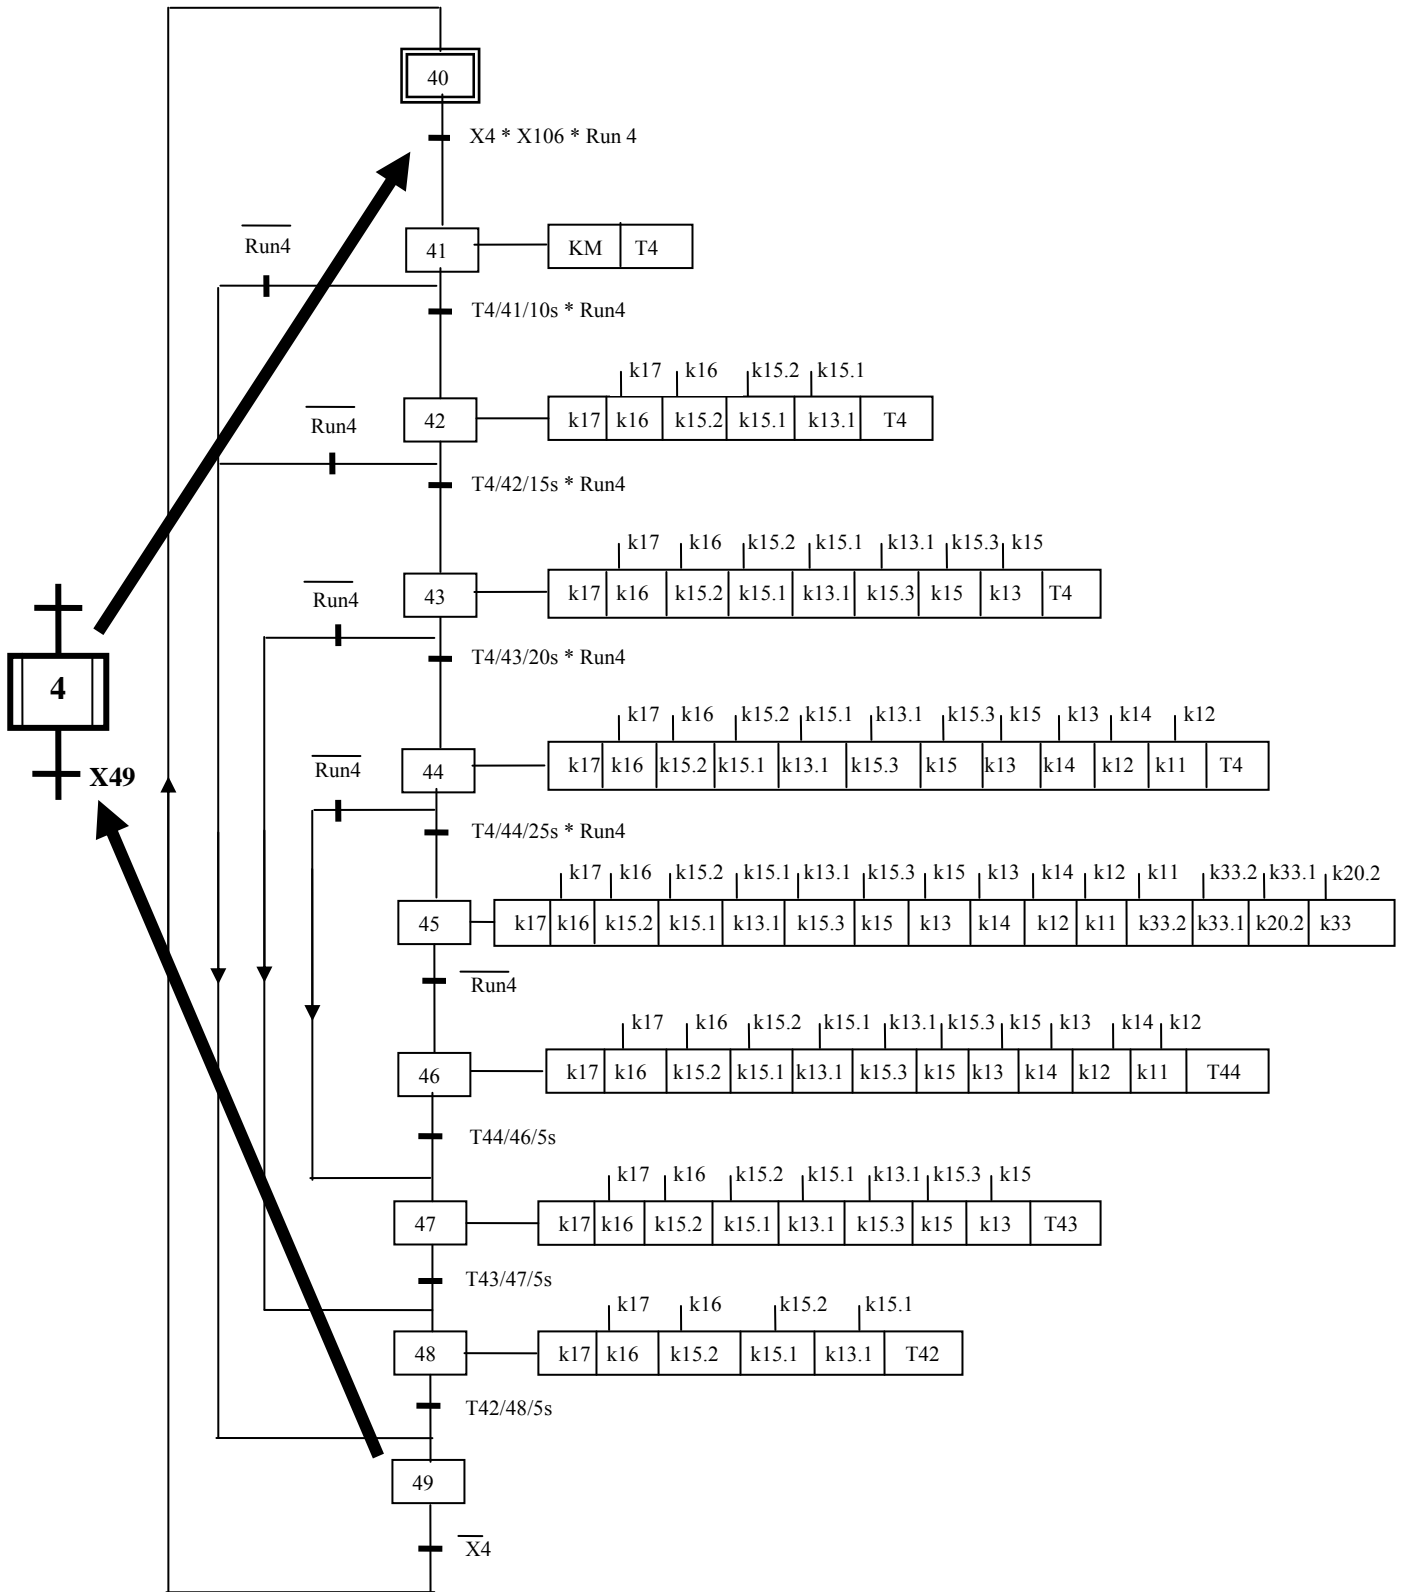 40
X4 * X106 * Run 4
Run4
41
KM T4
T4/41/10s * Run4
k17 k16 k15.2 k15.1
Run4
42
k17 k16 k15.2 k15.1 k13.1 T4
T4/42/15s * Run4
k17 k16 k15.2 k15.1 k13.1 k15.3 k15
Run4
43
k17 k16 k15.2 k15.1 k13.1 k15.3 k15 k13 T4
T4/43/20s * Run4
4
k17 k16 k15.2 k15.1 k13.1 k15.3 k15 k13 k14 k12
Run4
44
k17 k16 k15.2 k15.1 k13.1 k15.3 k15 k13 k14 k12 k11 T4
X49
T4/44/25s * Run4
k17 k16 k15.2 k15.1 k13.1 k15.3 k15 k13 k14 k12 k11 k33.2 k33.1 k20.2
45
k17 k16 k15.2 k15.1 k13.1 k15.3 k15 k13 k14 k12 k11 k33.2 k33.1 k20.2 k33
Run4
k17 k16 k15.2 k15.1 k13.1 k15.3 k15 k13 k14 k12
46
k17 k16 k15.2 k15.1 k13.1 k15.3 k15 k13 k14 k12 k11 T44
T44/46/5s
k17 k16 k15.2 k15.1 k13.1 k15.3 k15
47
k17 k16 k15.2 k15.1 k13.1 k15.3 k15 k13 T43
T43/47/5s
k17 k16 k15.2 k15.1
48
k17 k16 k15.2 k15.1 k13.1 T42
T42/48/5s
49
X4